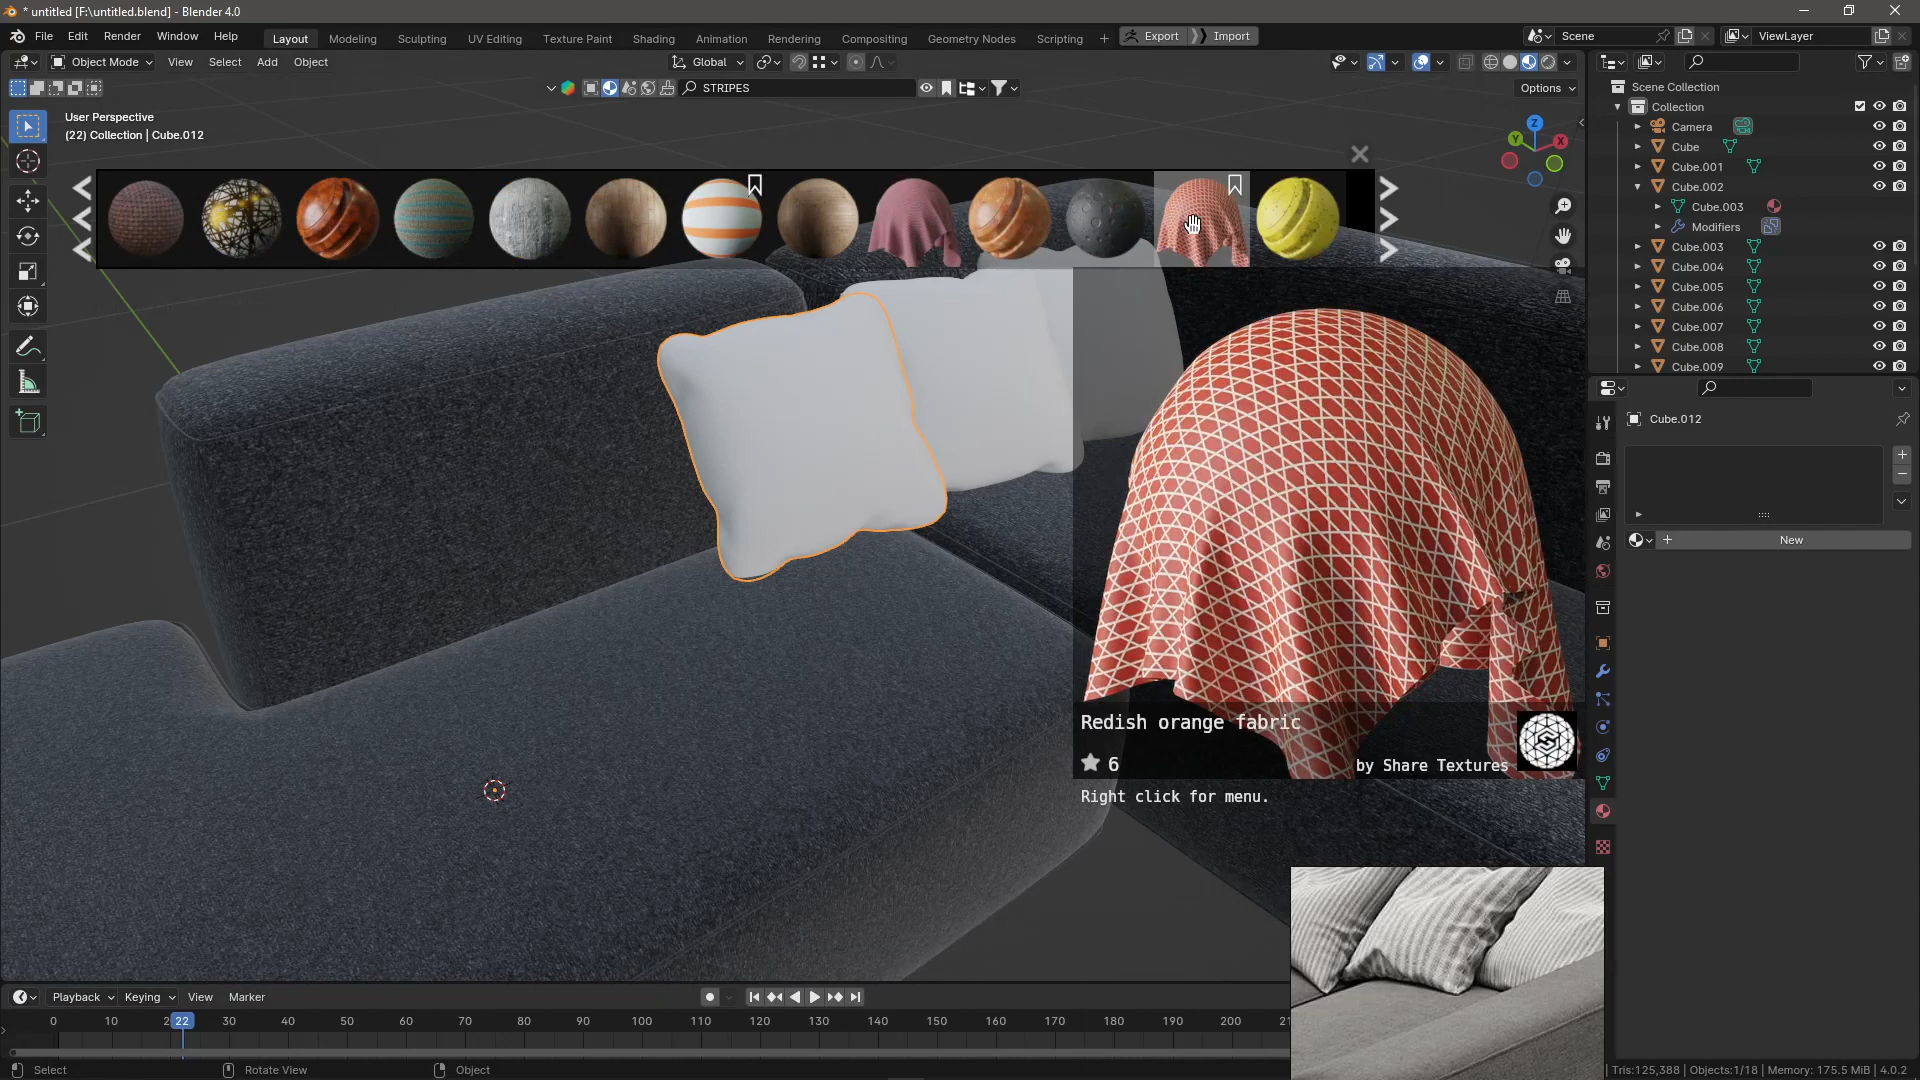 * untitled [F:\untitled.blend] - Blender 4.0
File Edit Render Window Help
Layout Modeling Sculpting UV Editing Texture Paint Shading Animation Rendering Compositing Geometry Nodes Scripting + Export Import
Scene ViewLayer
Object Mode View Select Add Object Global
STRIPES Options
User Perspective
(22) Collection | Cube.012
Z
Y X
Redish orange fabric
6 by Share Textures
Right click for menu.
Scene Collection
Collection
Camera
Cube
Cube.001
Cube.002
Cube.003
Modifiers
Cube.003
Cube.004
Cube.005
Cube.006
Cube.007
Cube.008
Cube.009
Cube.012
New
Playback Keying View Marker
0 10 2 22 30 40 50 60 70 80 90 100 110 120 130 140 150 160 170 180 190 200 21
Select Rotate View Object
Tris:125,388 | Objects:1/18 | Memory: 175.5 MiB | 4.0.2